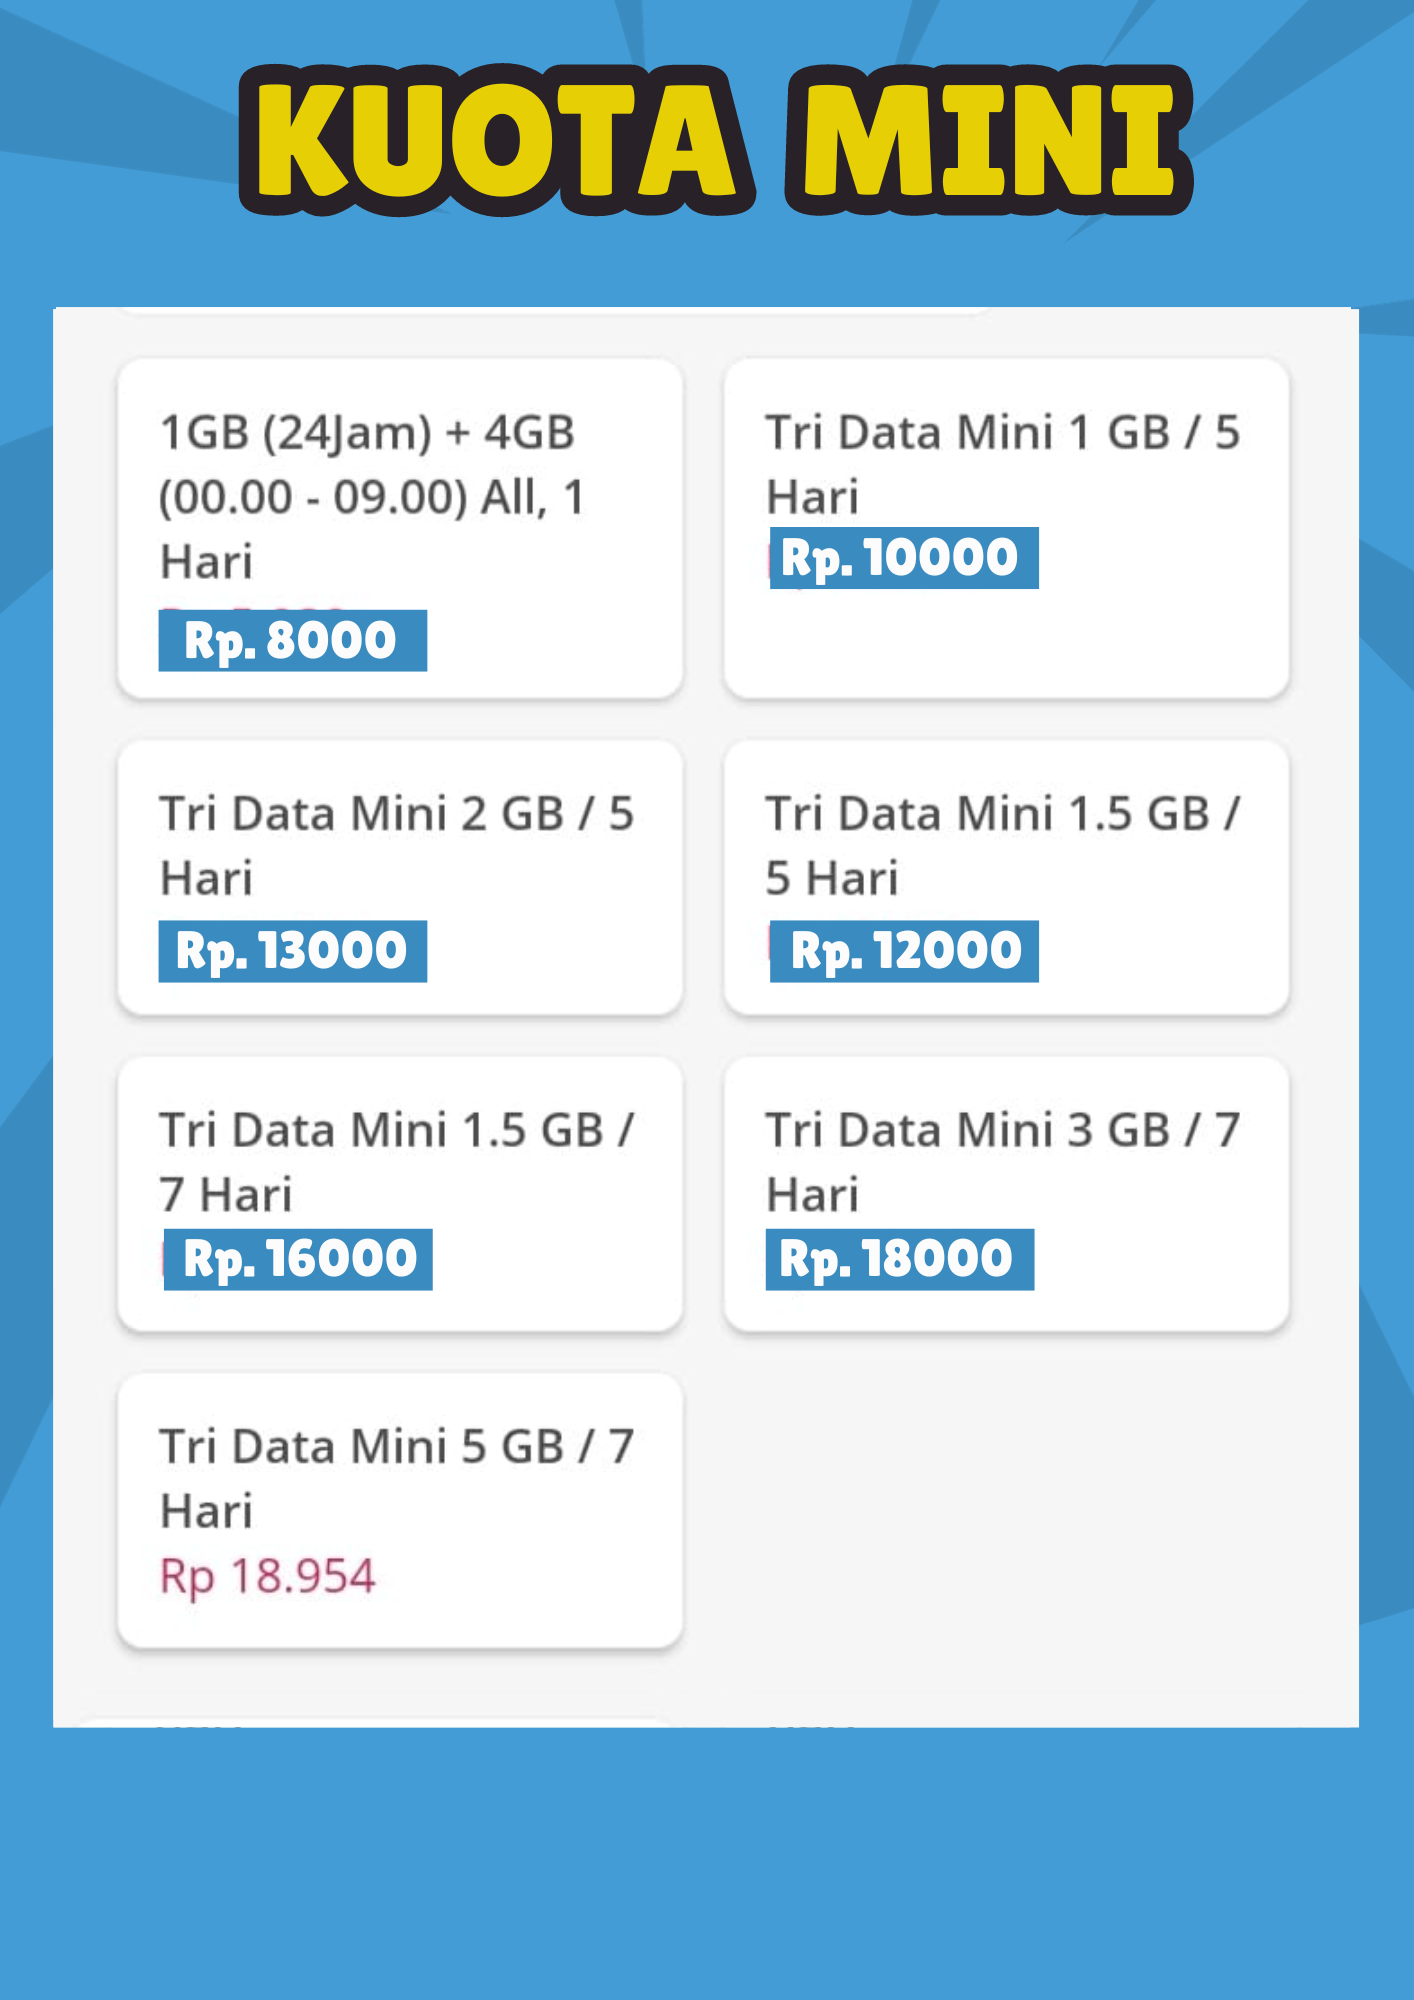 KUOTA MINI
1GB (24Jam) + 4GB
(00.00 - 09.00) All, 1
Hari
Rp. 8000
Tri Data Mini 1 GB / 5
Hari
Rp. 10000
Tri Data Mini 2 GB / 5
Hari
Rp. 13000
Tri Data Mini 1.5 GB /
5 Hari
Rp. 12000
Tri Data Mini 1.5 GB /
7 Hari
Rp. 16000
Tri Data Mini 3 GB / 7
Hari
Rp. 18000
Tri Data Mini 5 GB / 7
Hari
Rp 18.954